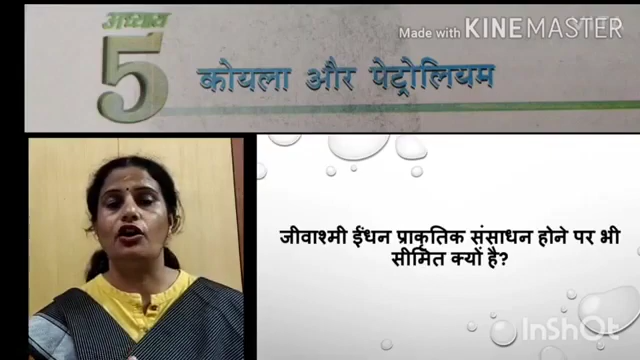 Made with KINEMASTER
अध्याय
5
कोयला और पेट्रोलियम
जीवाश्मी ईंधन प्राकृतिक संसाधन होने पर भी
सीमित क्यों है?
InShOt